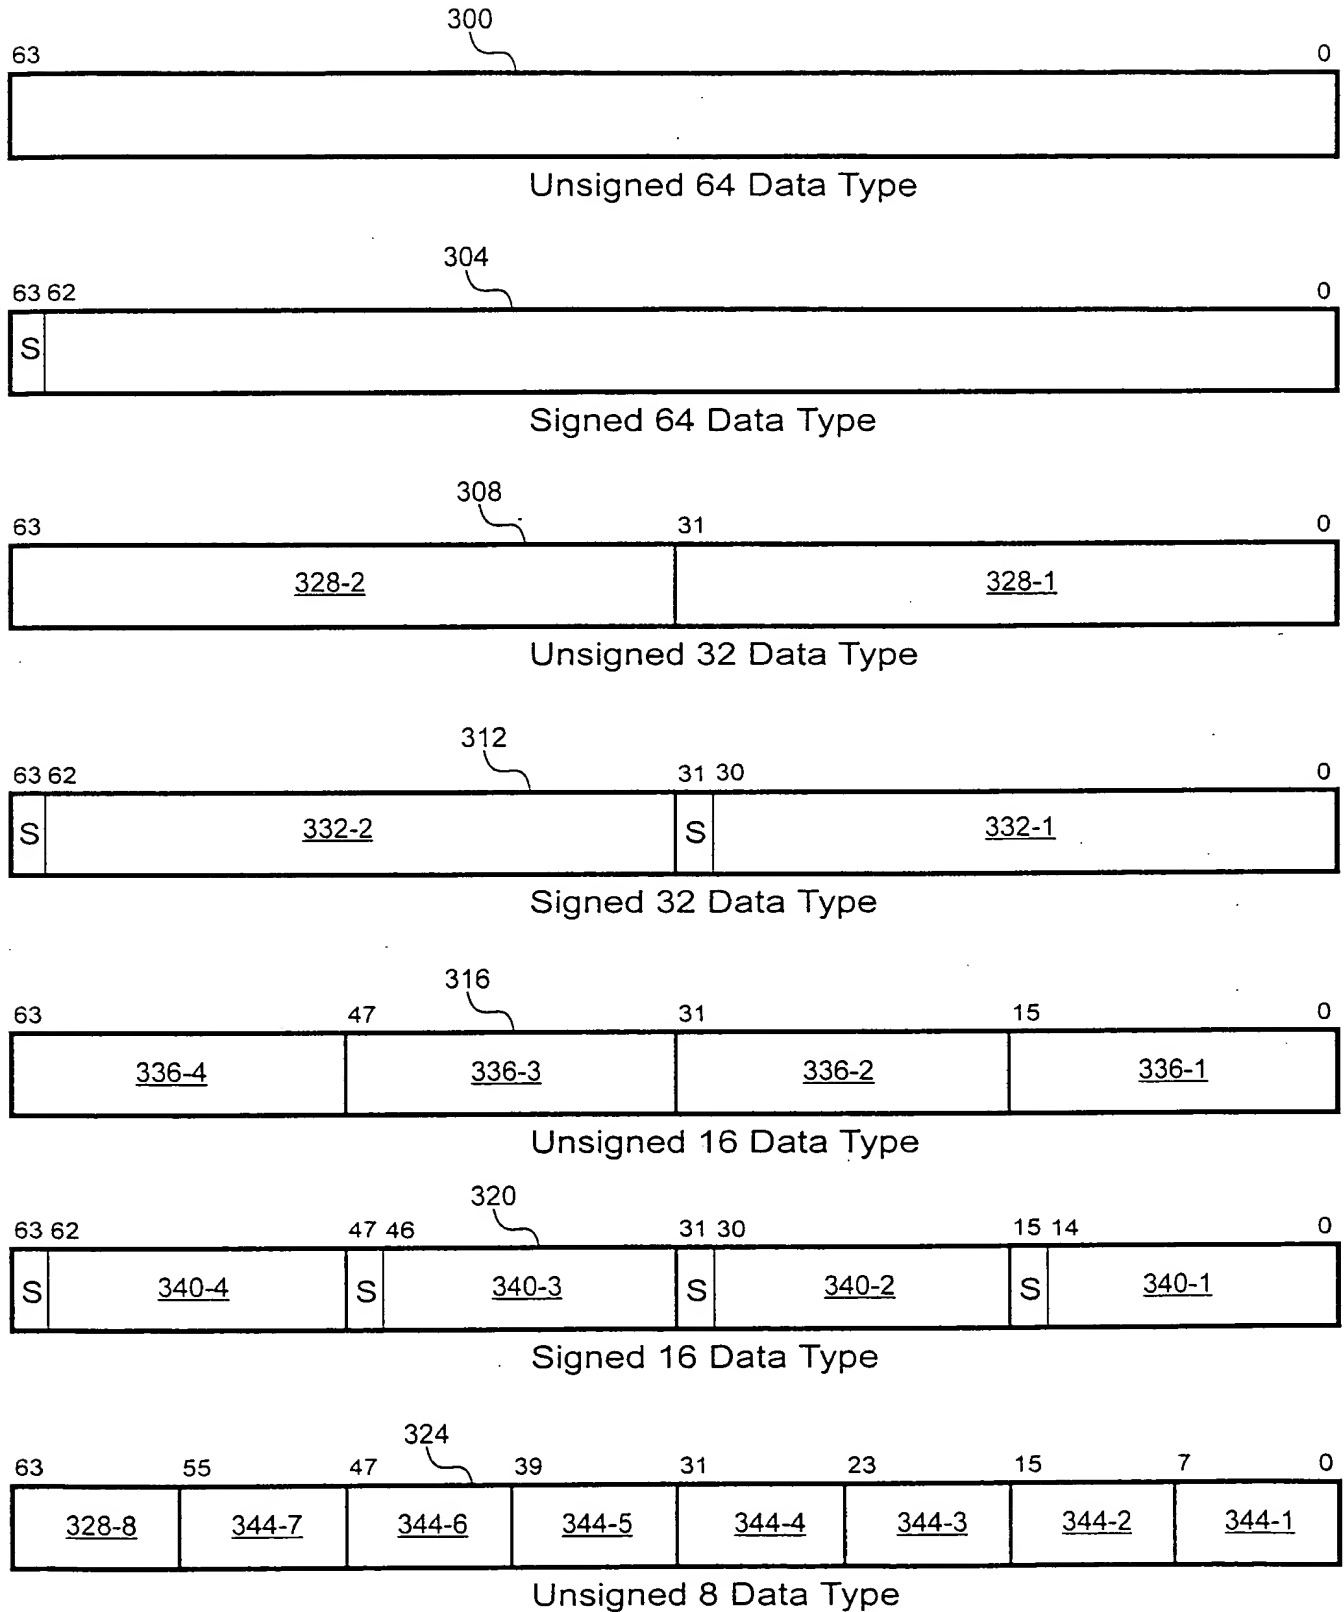 300
63 0
Unsigned 64 Data Type
304
63 62 0
S
Signed 64 Data Type
308
63 31 0
328-2 328-1
Unsigned 32 Data Type
312
63 62 31 30 0
S 332-2 S 332-1
Signed 32 Data Type
316
63 47 31 15 0
336-4 336-3 336-2 336-1
Unsigned 16 Data Type
320
63 62 47 46 31 30 15 14 0
S 340-4 S 340-3 S 340-2 S 340-1
Signed 16 Data Type
324
63 55 47 39 31 23 15 7 0
328-8 344-7 344-6 344-5 344-4 344-3 344-2 344-1
Unsigned 8 Data Type